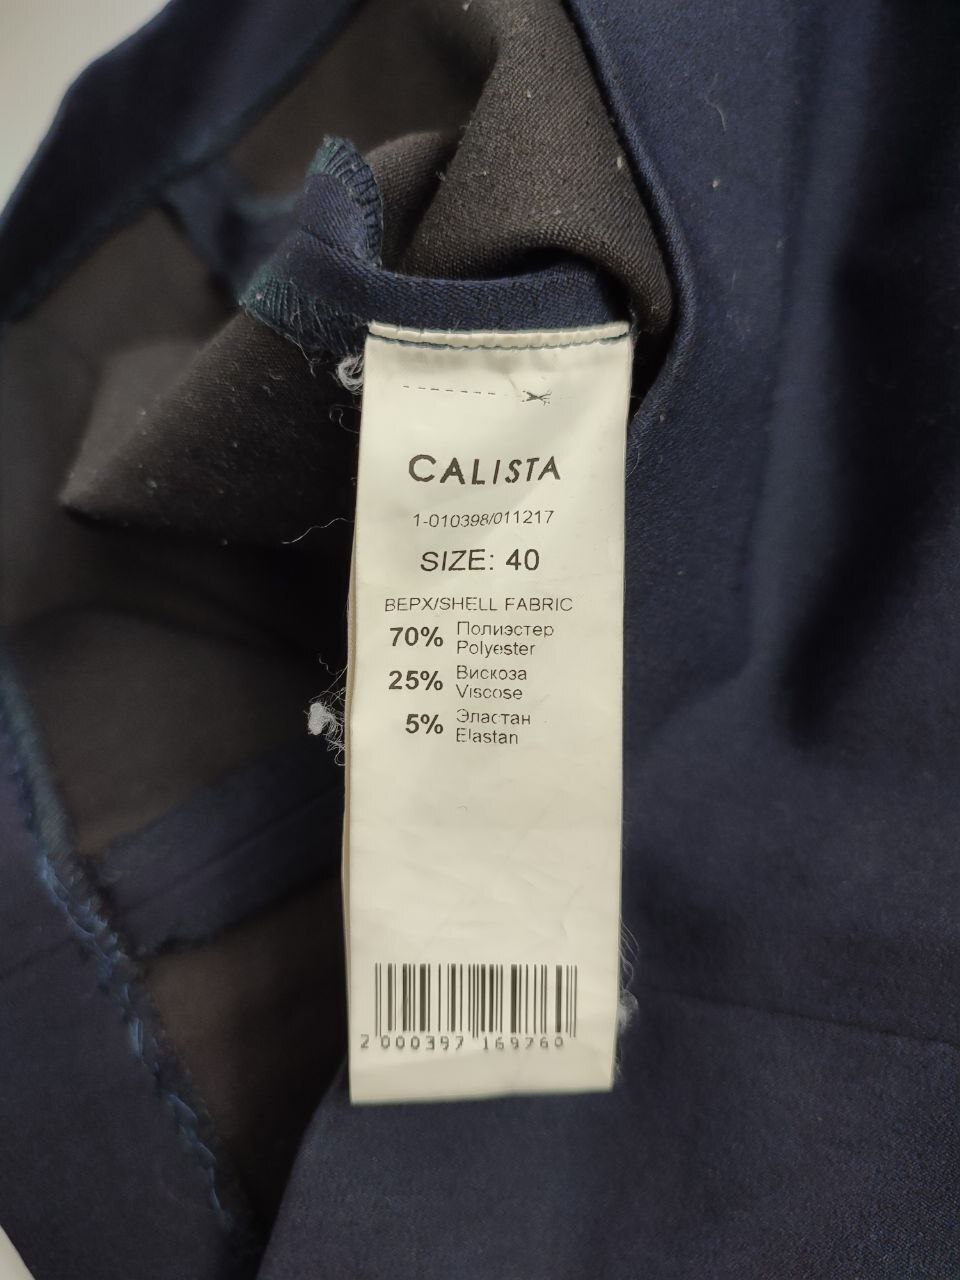 CALISTA
1-010398/011217
SIZE: 40
ВЕРХ/SHELL FABRIC
70% Полиэстер
Polyester
25% Вискоза
Viscose
5% Эластан
Elastan
2 000397 169760